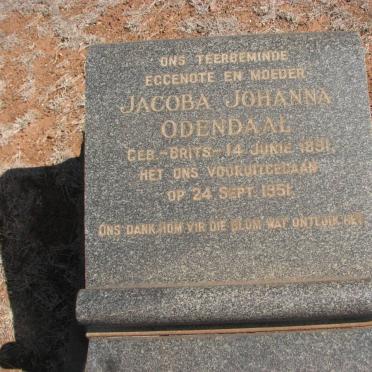 ONS TEERBEMINDE
EGGENOTE EN MOEDER
JACOBA JOHANNA
ODENDAAL
GEB.-BRITS-14 JUNIE 1891.
HET ONS VOORUITGEGAAN
OP 24 SEPT. 1951.
ONS DANK HOM VIR DIE BLOM WAT ONTLUIK HET